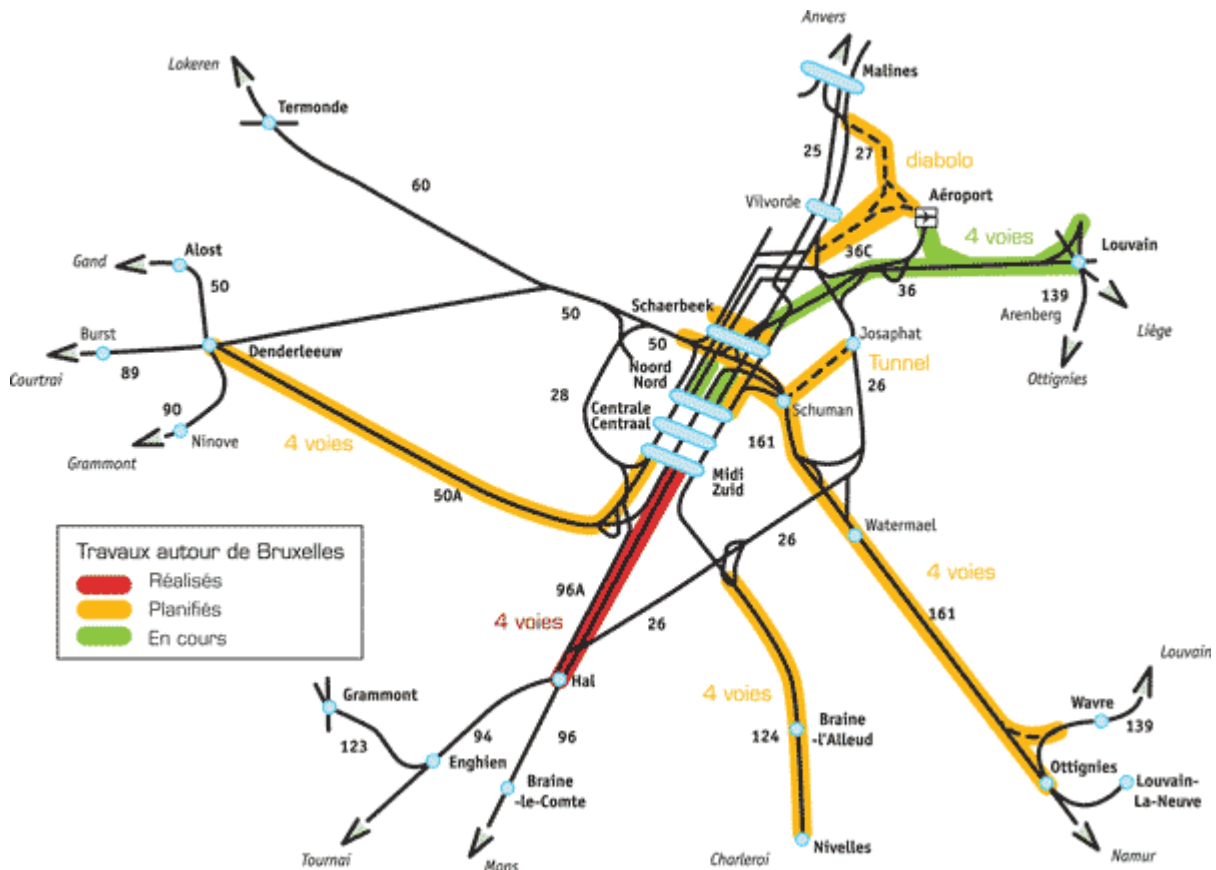 Anvers
Lokeren
Malines
Termonde
25
27
diabolo
60
Vilvorde
Aéroport
Alost
Gand
36C
4 voies
Louvain
50
36
139
Schaerbeek
Arenberg
Liège
50
Burst
50
Josaphat
Denderleeuw
Noord
Nord
Tunnel
Courtrai
89
Ottignies
28
26
90
Centrale
Centraal
Schuman
Ninove
4 voies
161
Grammont
Midi
Zuid
50A
Watermael
Travaux autour de Bruxelles
Réalisés
Planifiés
En cours
26
96A
4 voies
4 voies
26
161
Louvain
Hal
Grammont
4 voies
Wavre
123
94
96
124
Braine
-l'Alleud
139
Enghien
Ottignies
Braine
-le-Comte
Louvain-
La-Neuve
Nivelles
Tournai
Mons
Charleroi
Namur